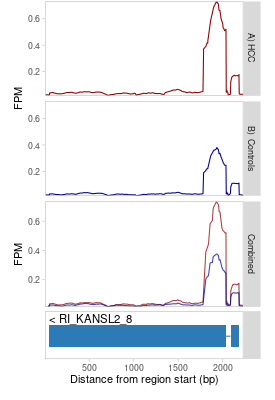 0.6
0.4
0.2
FPM
A) HCC
0.6
0.4
0.2
B) Controls
0.6
0.4
0.2
FPM
Combined
< RI_KANSL2_8
500
1000
1500
2000
Distance from region start (bp)